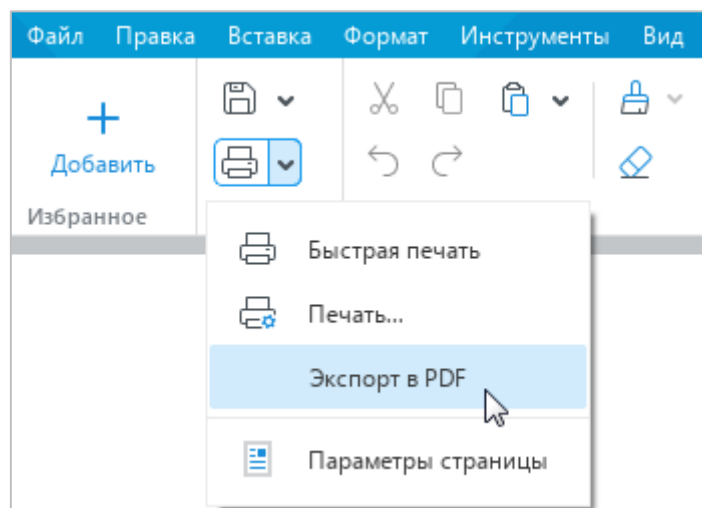 Файл Правка Вставка Формат Инструменты Вид
Добавить
Избранное
Быстрая печать
Печать...
Экспорт в PDF
Параметры страницы